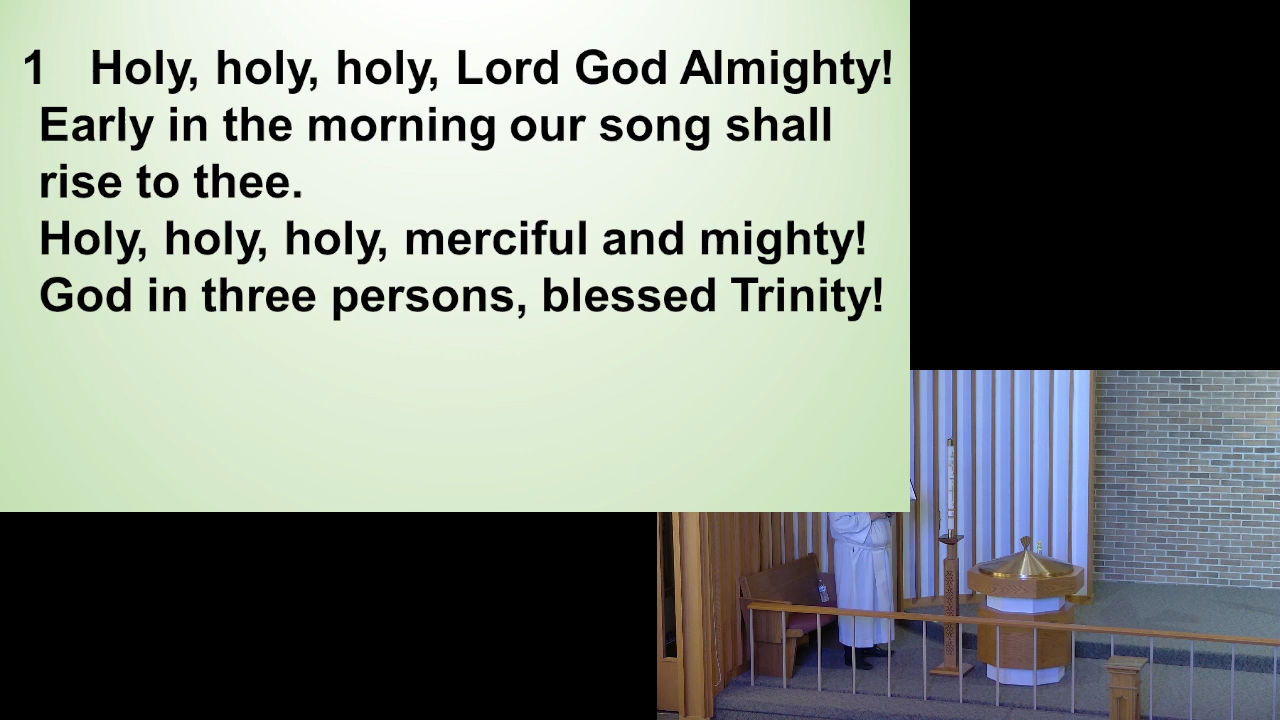 1 Holy, holy, holy, Lord God Almighty!
Early in the morning our song shall
rise to thee.
Holy, holy, holy, merciful and mighty!
God in three persons, blessed Trinity!